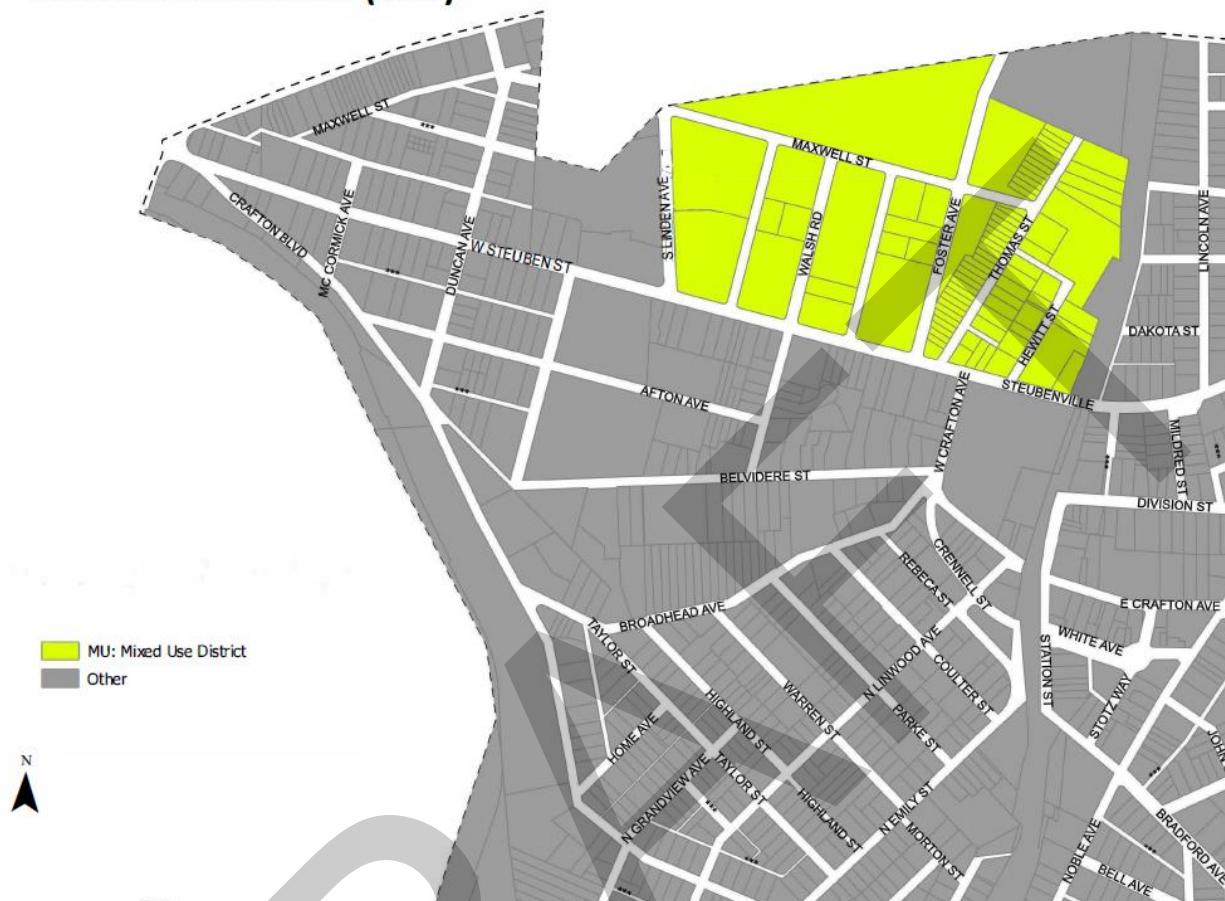 MAXWELL ST
MAXWELL ST
CRAFTON BLVD
MC CORMICK AVE
DUNCAN AVE
W STEUBEN ST
S LINDEN AVE
WALSH RD
FOSTER AVE
THOMAS ST
HEWITT ST
LINCOLN AVE
DAKOTA ST
STEUBENVILLE
AFTON AVE
W CRAFTON AVE
MILDRED ST
BELVIDERE ST
DIVISION ST
CRENNELL ST
REBECA ST
E CRAFTON AVE
BROADHEAD AVE
WHITE AVE
TAYLOR ST
N LINWOOD AVE
COULTER ST
STATION ST
MU: Mixed Use District
Other
HIGHLAND ST
WARREN ST
PARKE ST
STOTZ WAY
HOME AVE
JOHN
N
N GRANDVIEW AVE
TAYLOR ST
HIGHLAND ST
N EMILY ST
MORTON ST
NOBLE AVE
BRADFORD AVE
BELL AVE